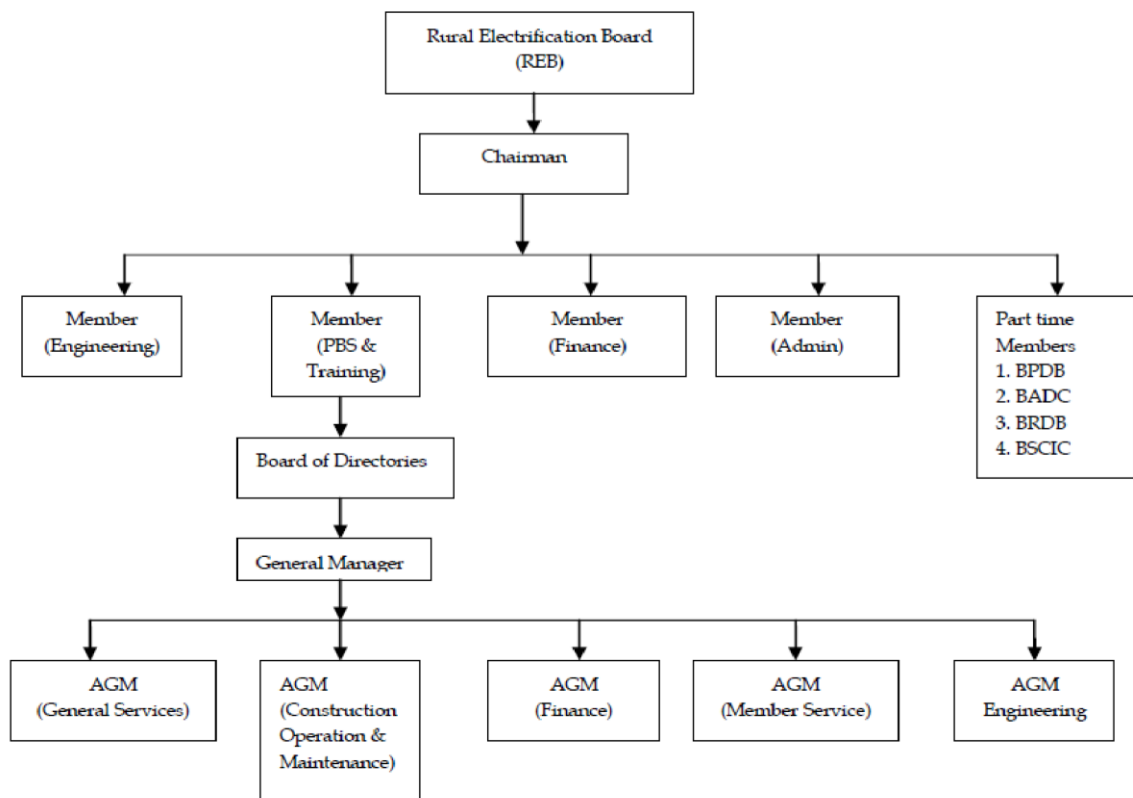 Rural Electrification Board
(REB)
Chairman
Member
(Engineering)
Member
(PBS &
Training)
Member
(Finance)
Member
(Admin)
Part time
Members
1. BPDB
2. BADC
3. BRDB
4. BSCIC
Board of Directories
General Manager
AGM
(General Services)
AGM
(Construction
Operation &
Maintenance)
AGM
(Finance)
AGM
(Member Service)
AGM
Engineering